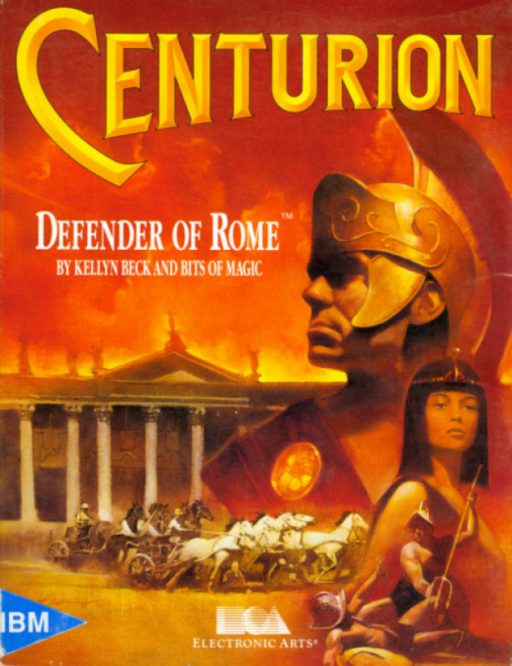 CENTURION
DEFENDER OF ROME™
BY KELLYN BECK AND BITS OF MAGIC
IBM
ECA
ELECTRONIC ARTS®